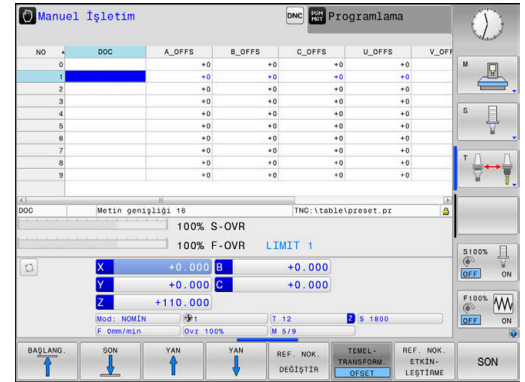 Manuel İşletim DNC PGM MGT Programlama
NO DOC A_OFFS B_OFFS C_OFFS U_OFFS V_OFF
0 +0 +0 +0 +0
1 +0 +0 +0 +0
2 +0 +0 +0 +0
3 +0 +0 +0 +0
4 +0 +0 +0 +0
5 +0 +0 +0 +0
6 +0 +0 +0 +0
7 +0 +0 +0 +0
8 +0 +0 +0 +0
9 +0 +0 +0 +0
DOC Metin genişliği 16 TNC:\table\preset.pr
100% S-OVR
100% F-OVR LIMIT 1
X +0.000 B +0.000
Y +0.000 C +0.000
Z +110.000
Mod: NOMİN 1 T 12 Z S 1800
F 0mm/min Ovr 100% M 5/9
M
S
T
S100%
OFF ON
F100%
OFF ON
BAŞLANG. SON YAN YAN REF. NOK. DEĞİŞTİR TEMEL- TRANSFORM. OFSET REF. NOK. ETKİN- LEŞTİRME SON